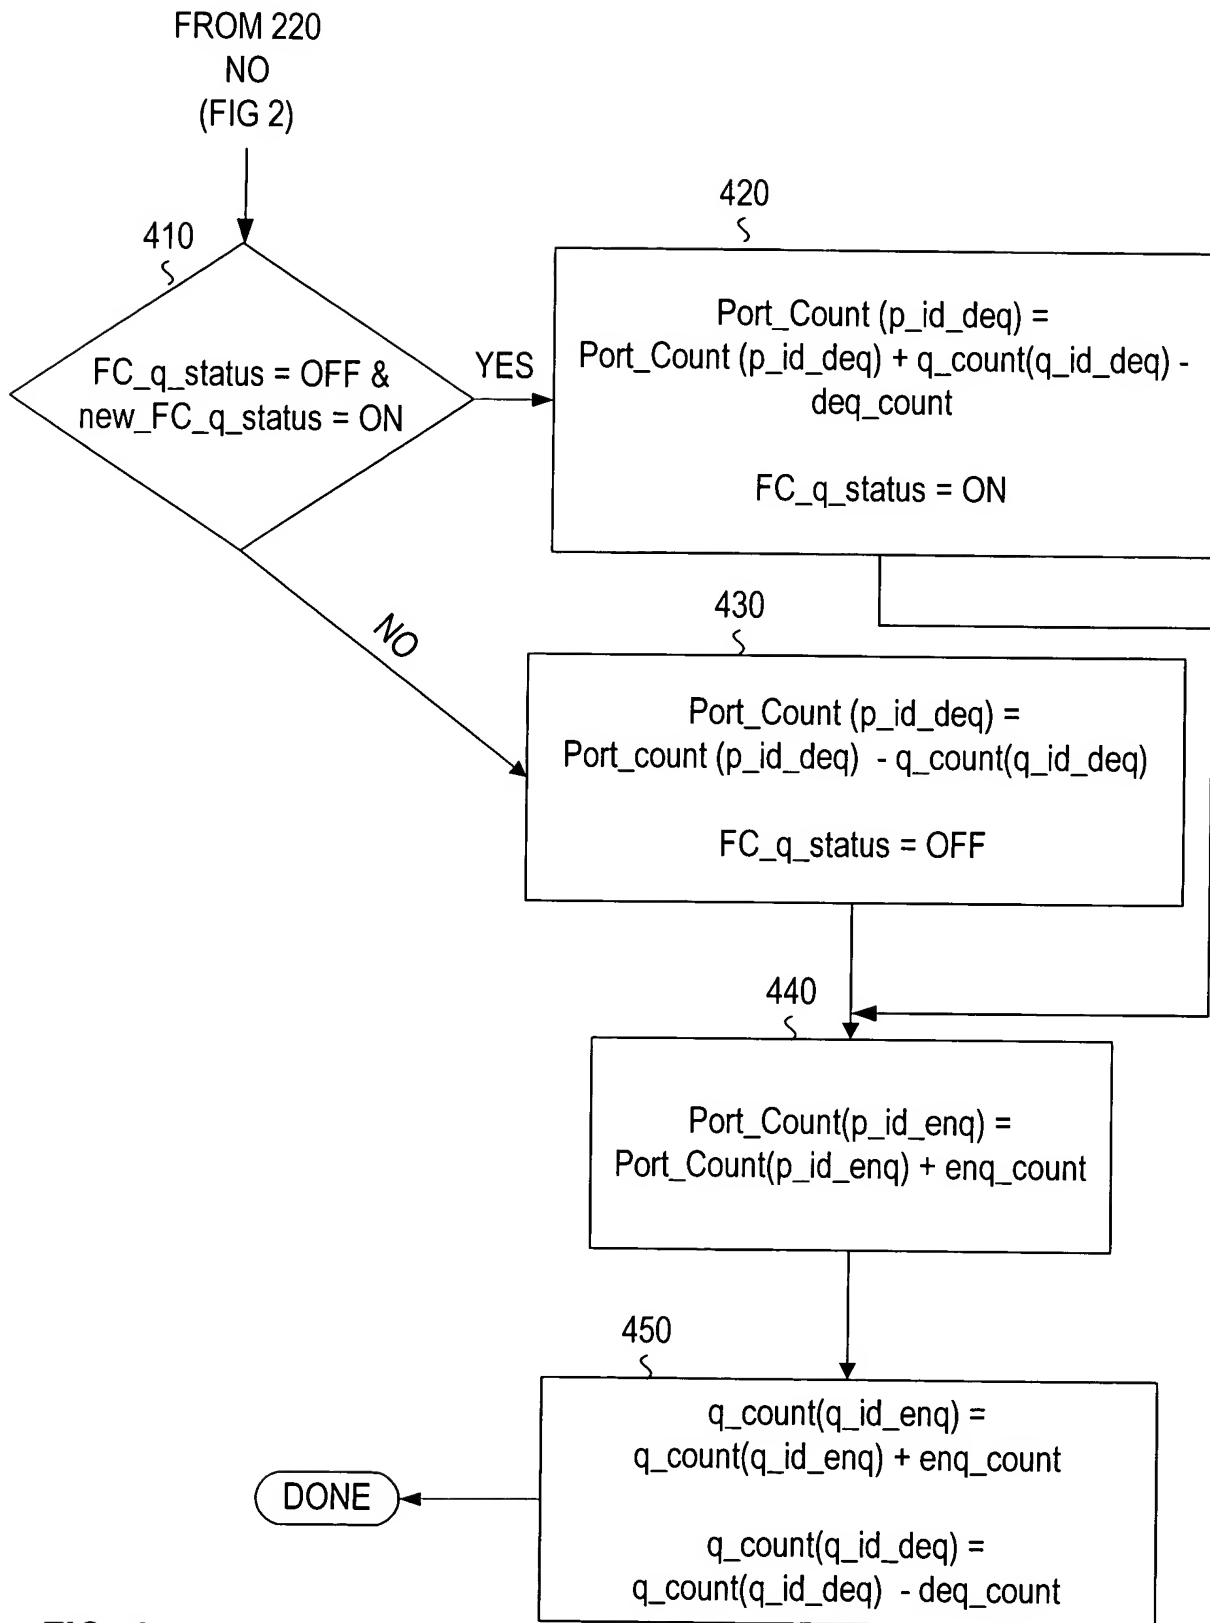 FROM 220
NO
(FIG 2)
410
FC_q_status = OFF &
new_FC_q_status = ON
YES
420
Port_Count (p_id_deq) =
Port_Count (p_id_deq) + q_count(q_id_deq) -
deq_count
FC_q_status = ON
NO
430
Port_Count (p_id_deq) =
Port_count (p_id_deq) - q_count(q_id_deq)
FC_q_status = OFF
440
Port_Count(p_id_enq) =
Port_Count(p_id_enq) + enq_count
450
q_count(q_id_enq) =
q_count(q_id_enq) + enq_count
q_count(q_id_deq) =
q_count(q_id_deq) - deq_count
DONE